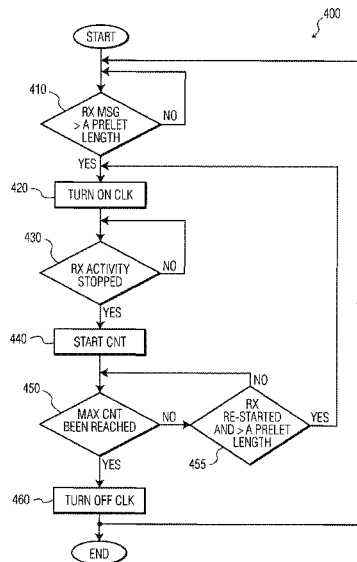 400
START
410
RX MSG
> A PRELET
LENGTH
NO
YES
420
TURN ON CLK
430
RX ACTIVITY
STOPPED
NO
YES
440
START CNT
450
MAX CNT
BEEN REACHED
NO
NO
RX
RE-STARTED
AND > A PRELET
LENGTH
YES
455
YES
460
TURN OFF CLK
END